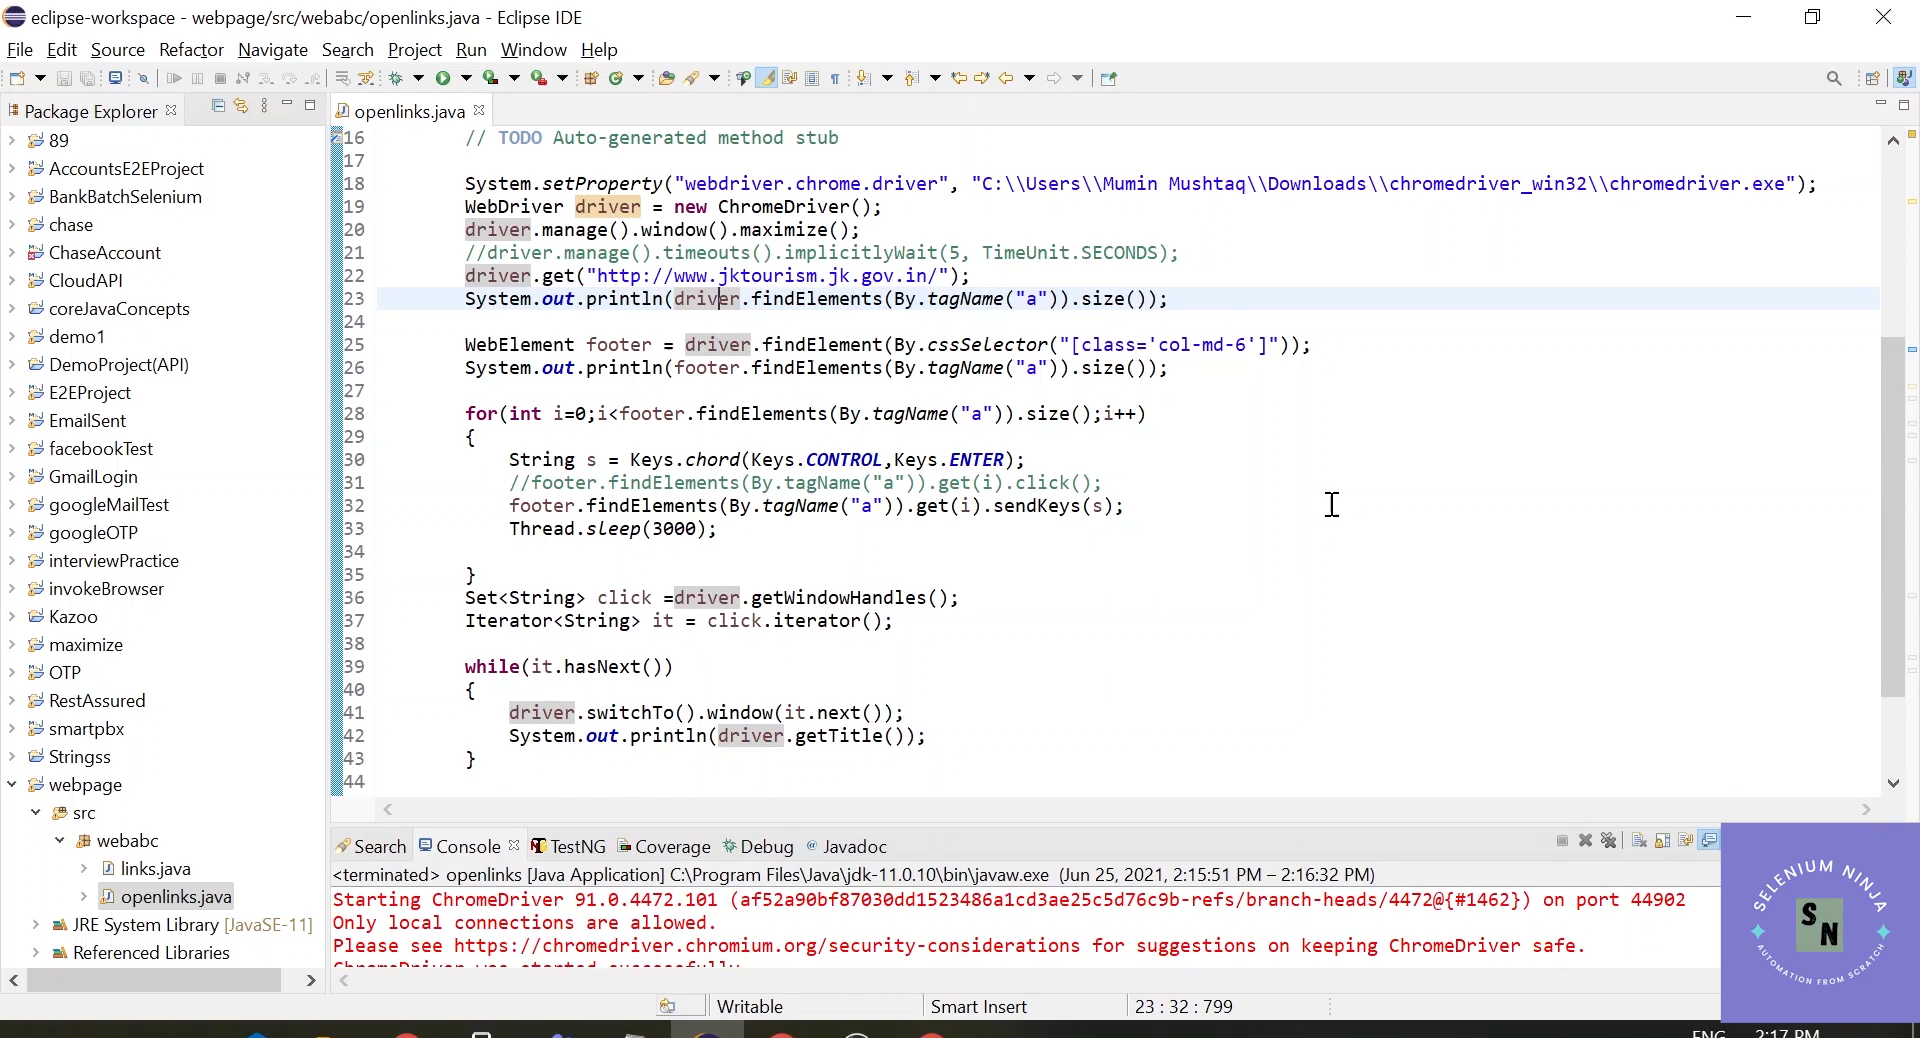 eclipse-workspace - webpage/src/webabc/openlinks.java - Eclipse IDE
File Edit Source Refactor Navigate Search Project Run Window Help
Package Explorer
89
AccountsE2EProject
BankBatchSelenium
chase
ChaseAccount
CloudAPI
coreJavaConcepts
demo1
DemoProject(API)
E2EProject
EmailSent
facebookTest
GmailLogin
googleMailTest
googleOTP
interviewPractice
invokeBrowser
Kazoo
maximize
OTP
RestAssured
smartpbx
Stringss
webpage
src
webabc
links.java
openlinks.java
JRE System Library [JavaSE-11]
Referenced Libraries
openlinks.java
16 // TODO Auto-generated method stub
17
18 System.setProperty("webdriver.chrome.driver", "C:\\Users\\Mumin Mushtaq\\Downloads\\chromedriver_win32\\chromedriver.exe");
19 WebDriver driver = new ChromeDriver();
20 driver.manage().window().maximize();
21 //driver.manage().timeouts().implicitlyWait(5, TimeUnit.SECONDS);
22 driver.get("http://www.jktourism.jk.gov.in/");
23 System.out.println(driver.findElements(By.tagName("a")).size());
24
25 WebElement footer = driver.findElement(By.cssSelector("[class='col-md-6']"));
26 System.out.println(footer.findElements(By.tagName("a")).size());
27
28 for(int i=0;i<footer.findElements(By.tagName("a")).size();i++)
29 {
30 String s = Keys.chord(Keys.CONTROL,Keys.ENTER);
31 //footer.findElements(By.tagName("a")).get(i).click();
32 footer.findElements(By.tagName("a")).get(i).sendKeys(s);
33 Thread.sleep(3000);
34
35 }
36 Set<String> click =driver.getWindowHandles();
37 Iterator<String> it = click.iterator();
38
39 while(it.hasNext())
40 {
41 driver.switchTo().window(it.next());
42 System.out.println(driver.getTitle());
43 }
44
Search Console TestNG Coverage Debug Javadoc
<terminated> openlinks [Java Application] C:\Program Files\Java\jdk-11.0.10\bin\javaw.exe (Jun 25, 2021, 2:15:51 PM – 2:16:32 PM)
Starting ChromeDriver 91.0.4472.101 (af52a90bf87030dd1523486a1cd3ae25c5d76c9b-refs/branch-heads/4472@{#1462}) on port 44902
Only local connections are allowed.
Please see https://chromedriver.chromium.org/security-considerations for suggestions on keeping ChromeDriver safe.
ChromeDriver was started successfully
Writable Smart Insert 23 : 32 : 799
SELENIUM NINJA
SN
AUTOMATION FROM SCRATCH
ENG 2:17 PM